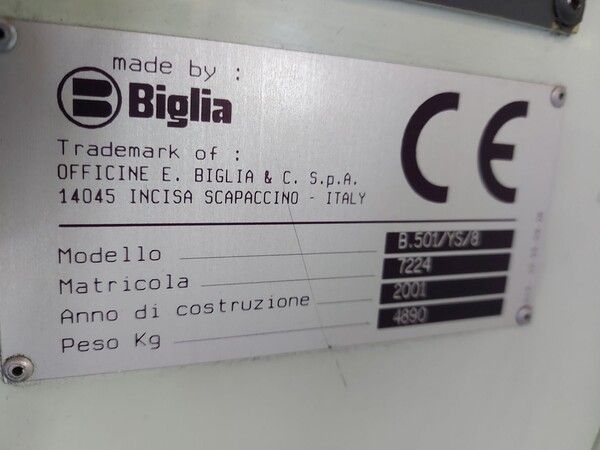 made by :
Biglia
Trademark of :
OFFICINE E. BIGLIA & C. S.p.A.
14045 INCISA SCAPACCINO - ITALY
CE
Modello B.501/YS/8
Matricola 7224
Anno di costruzione 2001
Peso Kg 4890